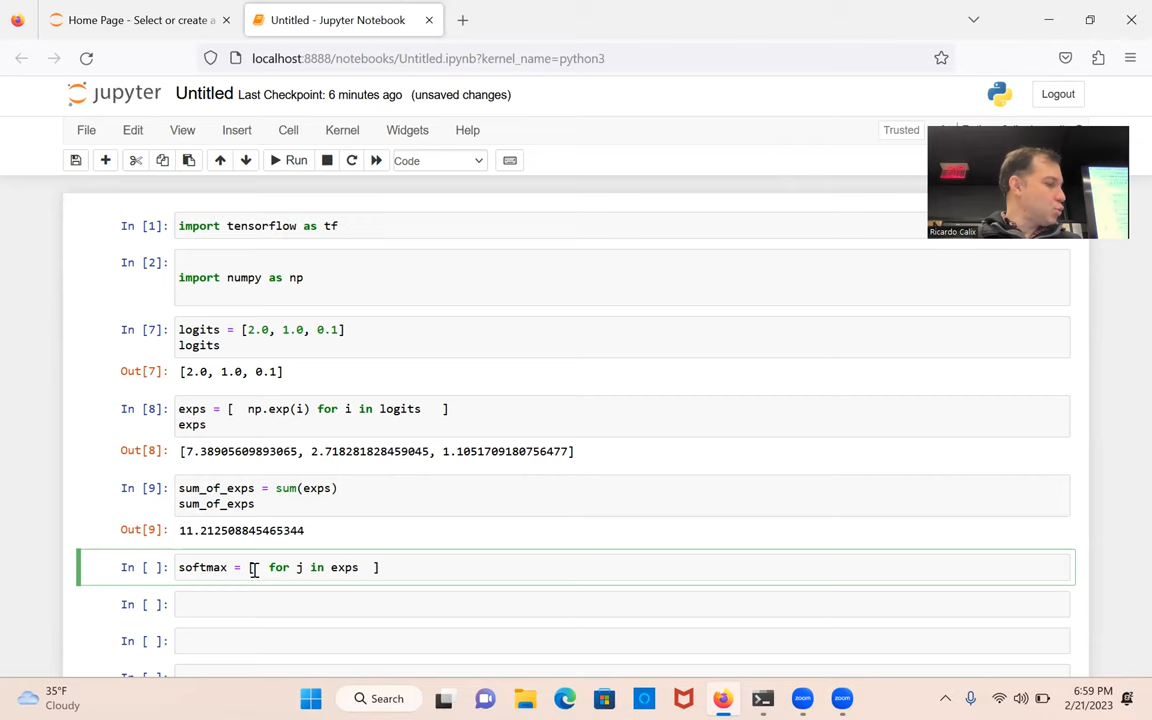 Home Page - Select or create a
Untitled - Jupyter Notebook
localhost:8888/notebooks/Untitled.ipynb?kernel_name=python3
jupyter Untitled Last Checkpoint: 6 minutes ago (unsaved changes)
Logout
File Edit View Insert Cell Kernel Widgets Help
Trusted
Run
Code
Ricardo Calix
In [1]: import tensorflow as tf
In [2]:
import numpy as np
In [7]: logits = [2.0, 1.0, 0.1]
logits
Out[7]: [2.0, 1.0, 0.1]
In [8]: exps = [ np.exp(i) for i in logits ]
exps
Out[8]: [7.38905609893065, 2.718281828459045, 1.1051709180756477]
In [9]: sum_of_exps = sum(exps)
sum_of_exps
Out[9]: 11.212508845465344
In [ ]: softmax = [ for j in exps ]
In [ ]:
In [ ]:
35°F
Cloudy
Search
6:59 PM
2/21/2023